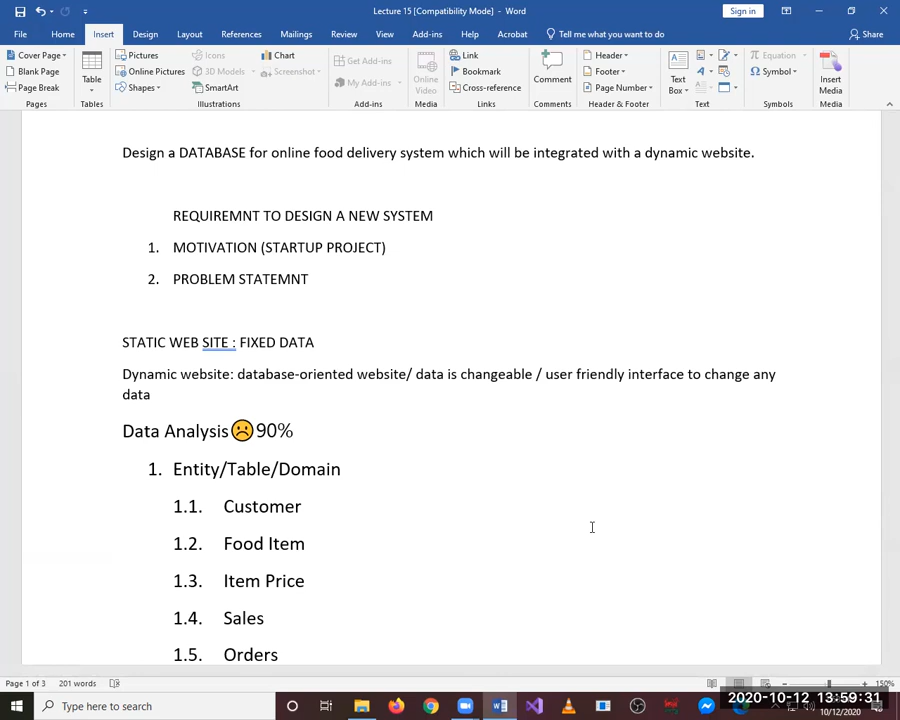 Lecture 15 [Compatibility Mode] - Word
Sign in
File Home Insert Design Layout References Mailings Review View Add-ins Help Acrobat Tell me what you want to do Share
Cover Page
Blank Page
Page Break
Pages
Table
Tables
Pictures
Online Pictures
Shapes
Icons
3D Models
SmartArt
Chart
Screenshot
Illustrations
Get Add-ins
My Add-ins
Add-ins
Online Video
Media
Link
Bookmark
Cross-reference
Links
Comment
Comments
Header
Footer
Page Number
Header & Footer
Text Box
Text
Equation
Symbol
Symbols
Insert Media
Media
Design a DATABASE for online food delivery system which will be integrated with a dynamic website.
REQUIREMNT TO DESIGN A NEW SYSTEM
1. MOTIVATION (STARTUP PROJECT)
2. PROBLEM STATEMNT
STATIC WEB SITE : FIXED DATA
Dynamic website: database-oriented website/ data is changeable / user friendly interface to change any
data
Data Analysis☹90%
1. Entity/Table/Domain
1.1. Customer
1.2. Food Item
1.3. Item Price
1.4. Sales
1.5. Orders
Page 1 of 3 201 words 150%
Type here to search
2020-10-12 13:59:31
10/12/2020